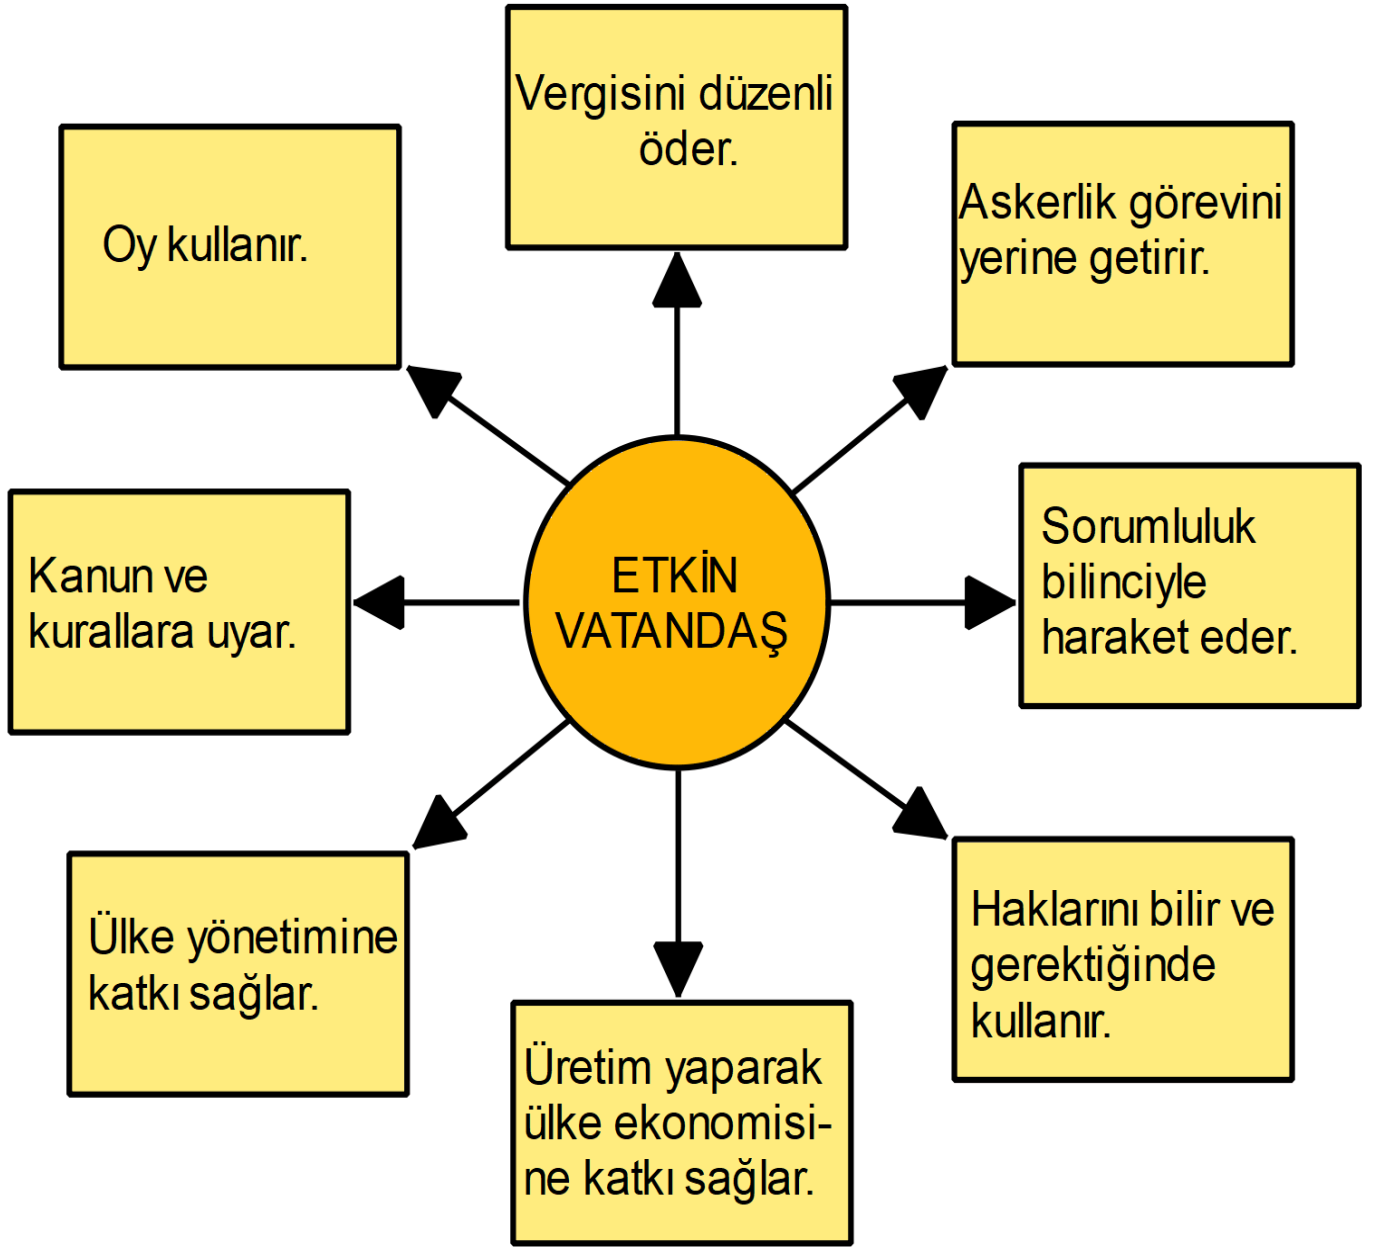 Vergisini düzenli
öder.
Oy kullanır.
Askerlik görevini
yerine getirir.
Kanun ve
kurallara uyar.
ETKİN
VATANDAŞ
Sorumluluk
bilinciyle
haraket eder.
Ülke yönetimine
katkı sağlar.
Haklarını bilir ve
gerektiğinde
kullanır.
Üretim yaparak
ülke ekonomisi-
ne katkı sağlar.